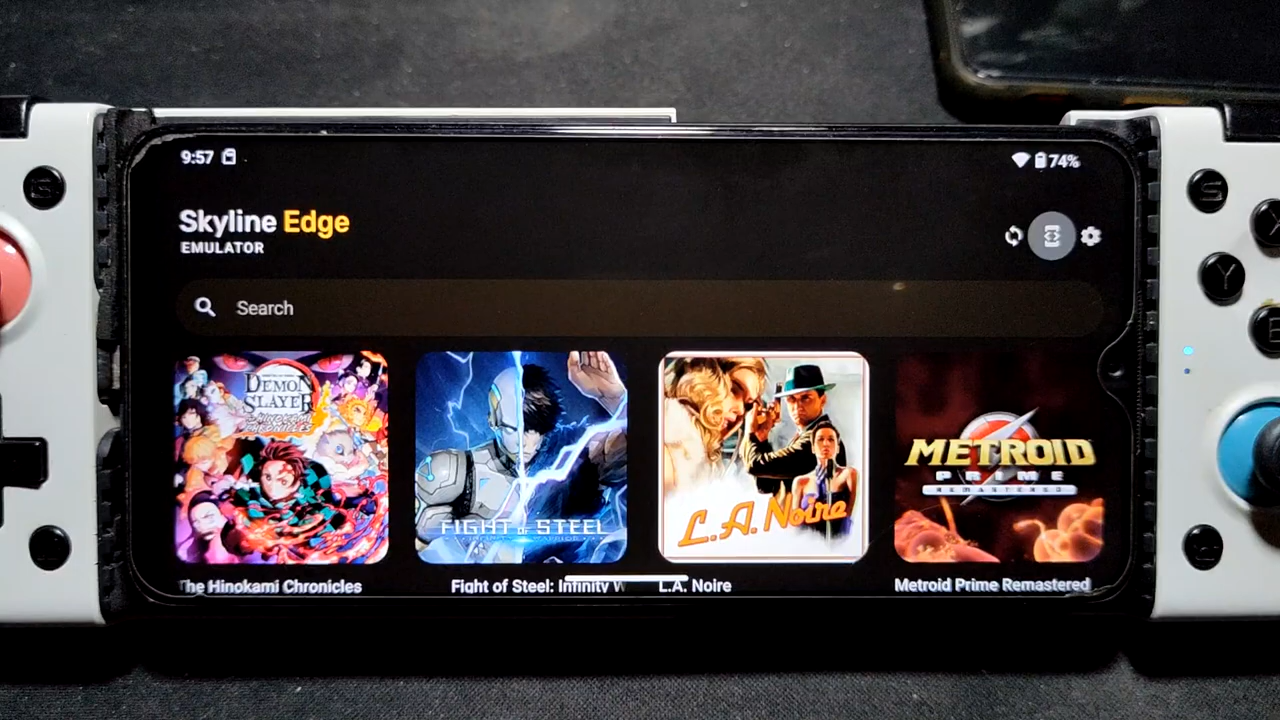 9:57
74%
Skyline Edge
EMULATOR
Search
DEMON
SLAYER
FIGHT OF STEEL
L.A. Noire
METROID
PRIME
REMASTERED
The Hinokami Chronicles
Fight of Steel: Infinity W
L.A. Noire
Metroid Prime Remastered
S
S
Y